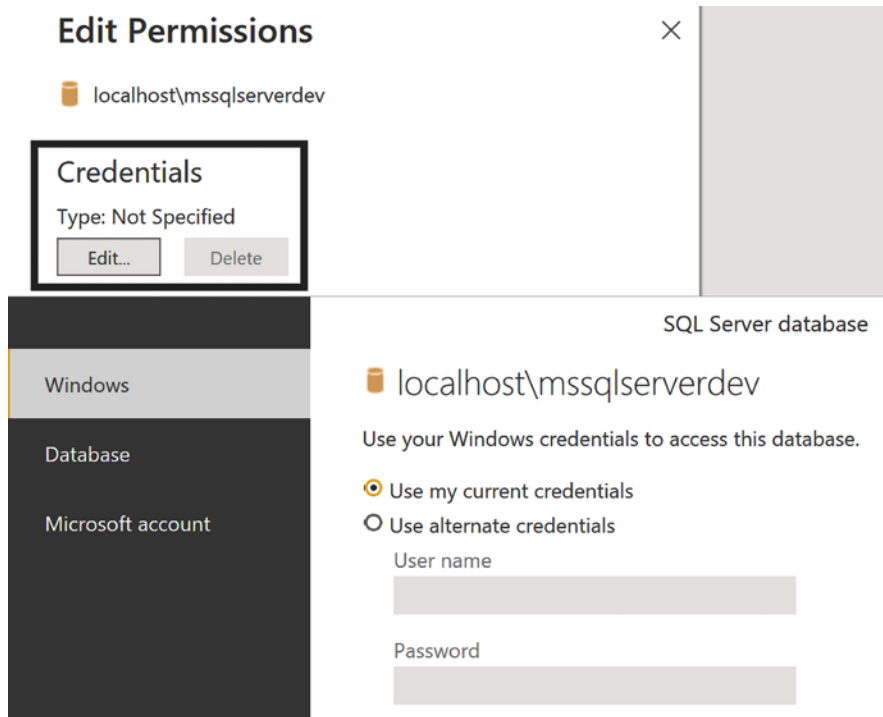 Edit Permissions
localhost\mssqlserverdev
Credentials
Type: Not Specified
Edit... Delete
SQL Server database
Windows
Database
Microsoft account
localhost\mssqlserverdev
Use your Windows credentials to access this database.
Use my current credentials
Use alternate credentials
User name
Password